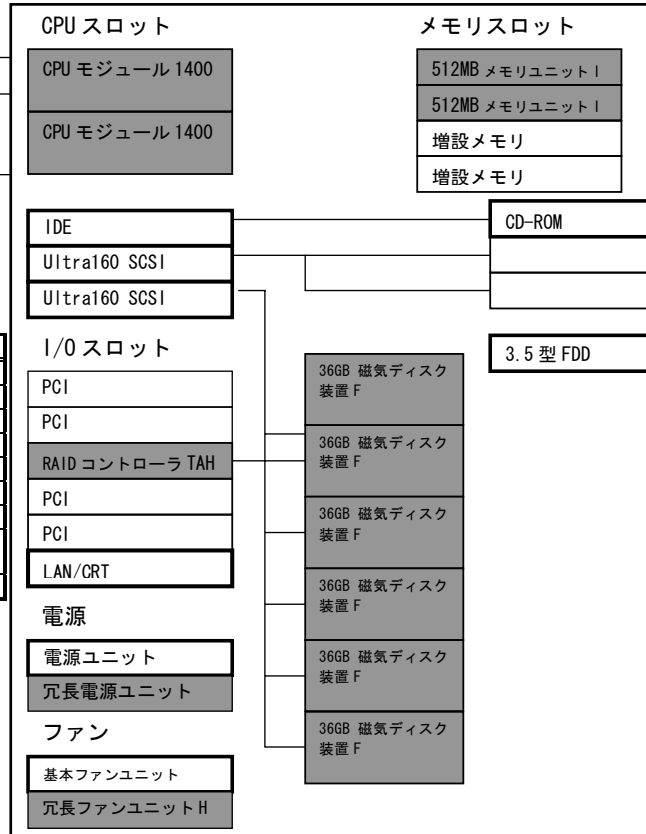 CPU スロット
CPU モジュール 1400
CPU モジュール 1400
メモリスロット
512MB メモリユニット I
512MB メモリユニット I
増設メモリ
増設メモリ
IDE
Ultra160 SCSI
Ultra160 SCSI
CD-ROM
3.5 型 FDD
I/O スロット
PCI
PCI
RAID コントローラ TAH
PCI
PCI
LAN/CRT
36GB 磁気ディスク
装置 F
36GB 磁気ディスク
装置 F
36GB 磁気ディスク
装置 F
36GB 磁気ディスク
装置 F
36GB 磁気ディスク
装置 F
36GB 磁気ディスク
装置 F
電源
電源ユニット
冗長電源ユニット
ファン
基本ファンユニット
冗長ファンユニット H